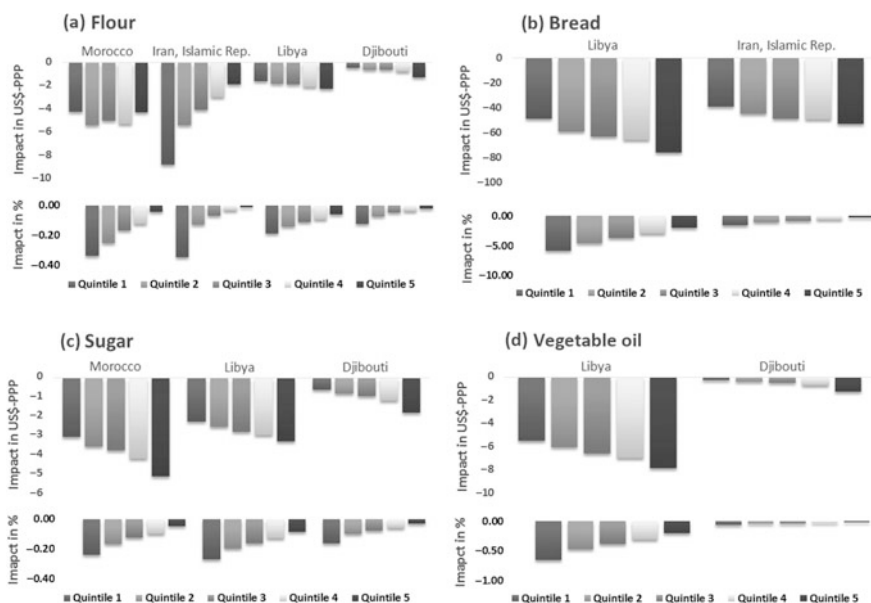 (a) Flour
Morocco Iran, Islamic Rep. Libya Djibouti
Impact in US$-PPP
0
−2
−4
−6
−8
−10
Imapct in %
0.00
−0.20
−0.40
Quintile 1 Quintile 2 Quintile 3 Quintile 4 Quintile 5
(b) Bread
Libya Iran, Islamic Rep.
Impact in US$-PPP
0
−20
−40
−60
−80
−100
Imapct in %
0.00
−5.00
−10.00
Quintile 1 Quintile 2 Quintile 3 Quintile 4 Quintile 5
(c) Sugar
Morocco Libya Djibouti
Impact in US$-PPP
0
−1
−2
−3
−4
−5
−6
Imapct in %
0.00
−0.20
−0.40
Quintile 1 Quintile 2 Quintile 3 Quintile 4 Quintile 5
(d) Vegetable oil
Libya Djibouti
Impact in US$-PPP
0
−2
−4
−6
−8
−10
Imapct in %
0.00
−0.50
−1.00
Quintile 1 Quintile 2 Quintile 3 Quintile 4 Quintile 5